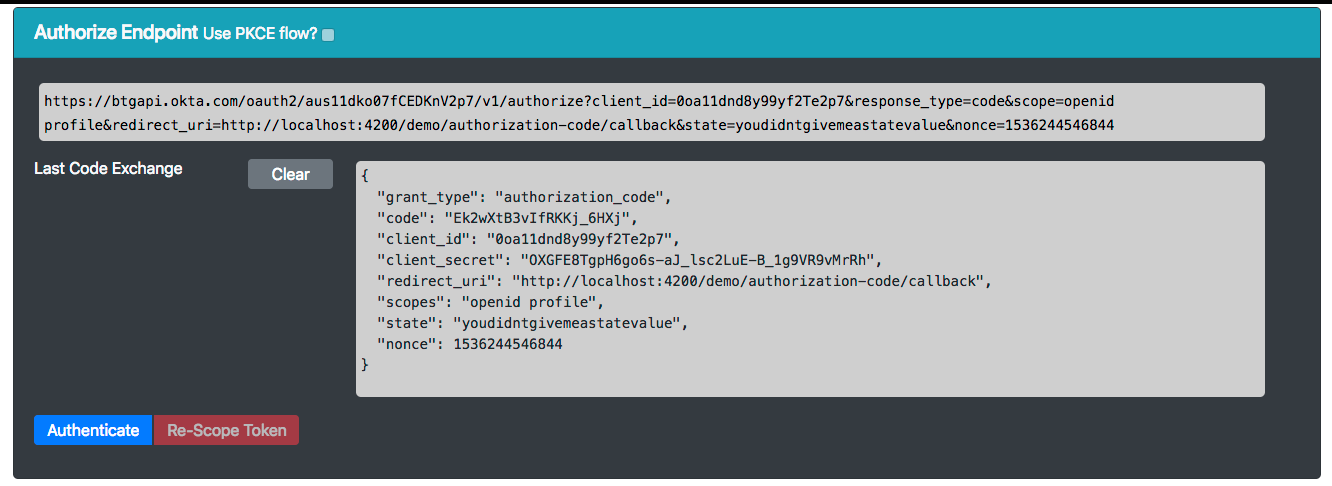 Authorize Endpoint Use PKCE flow?
https://btgapi.okta.com/oauth2/aus11dko07fCEDKnV2p7/v1/authorize?client_id=0oa11dnd8y99yf2Te2p7&response_type=code&scope=openid
profile&redirect_uri=http://localhost:4200/demo/authorization-code/callback&state=youdidntgivemeastatevalue&nonce=1536244546844
Last Code Exchange
Clear
{
  "grant_type": "authorization_code",
  "code": "Ek2wXtB3vIfRKKj_6HXj",
  "client_id": "0oa11dnd8y99yf2Te2p7",
  "client_secret": "OXGFE8TgpH6go6s-aJ_lsc2LuE-B_1g9VR9vMrRh",
  "redirect_uri": "http://localhost:4200/demo/authorization-code/callback",
  "scopes": "openid profile",
  "state": "youdidntgivemeastatevalue",
  "nonce": 1536244546844
}
Authenticate
Re-Scope Token